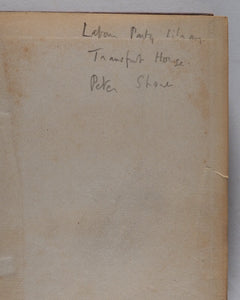 Labour Party Library
Transport House.
Peter Shore